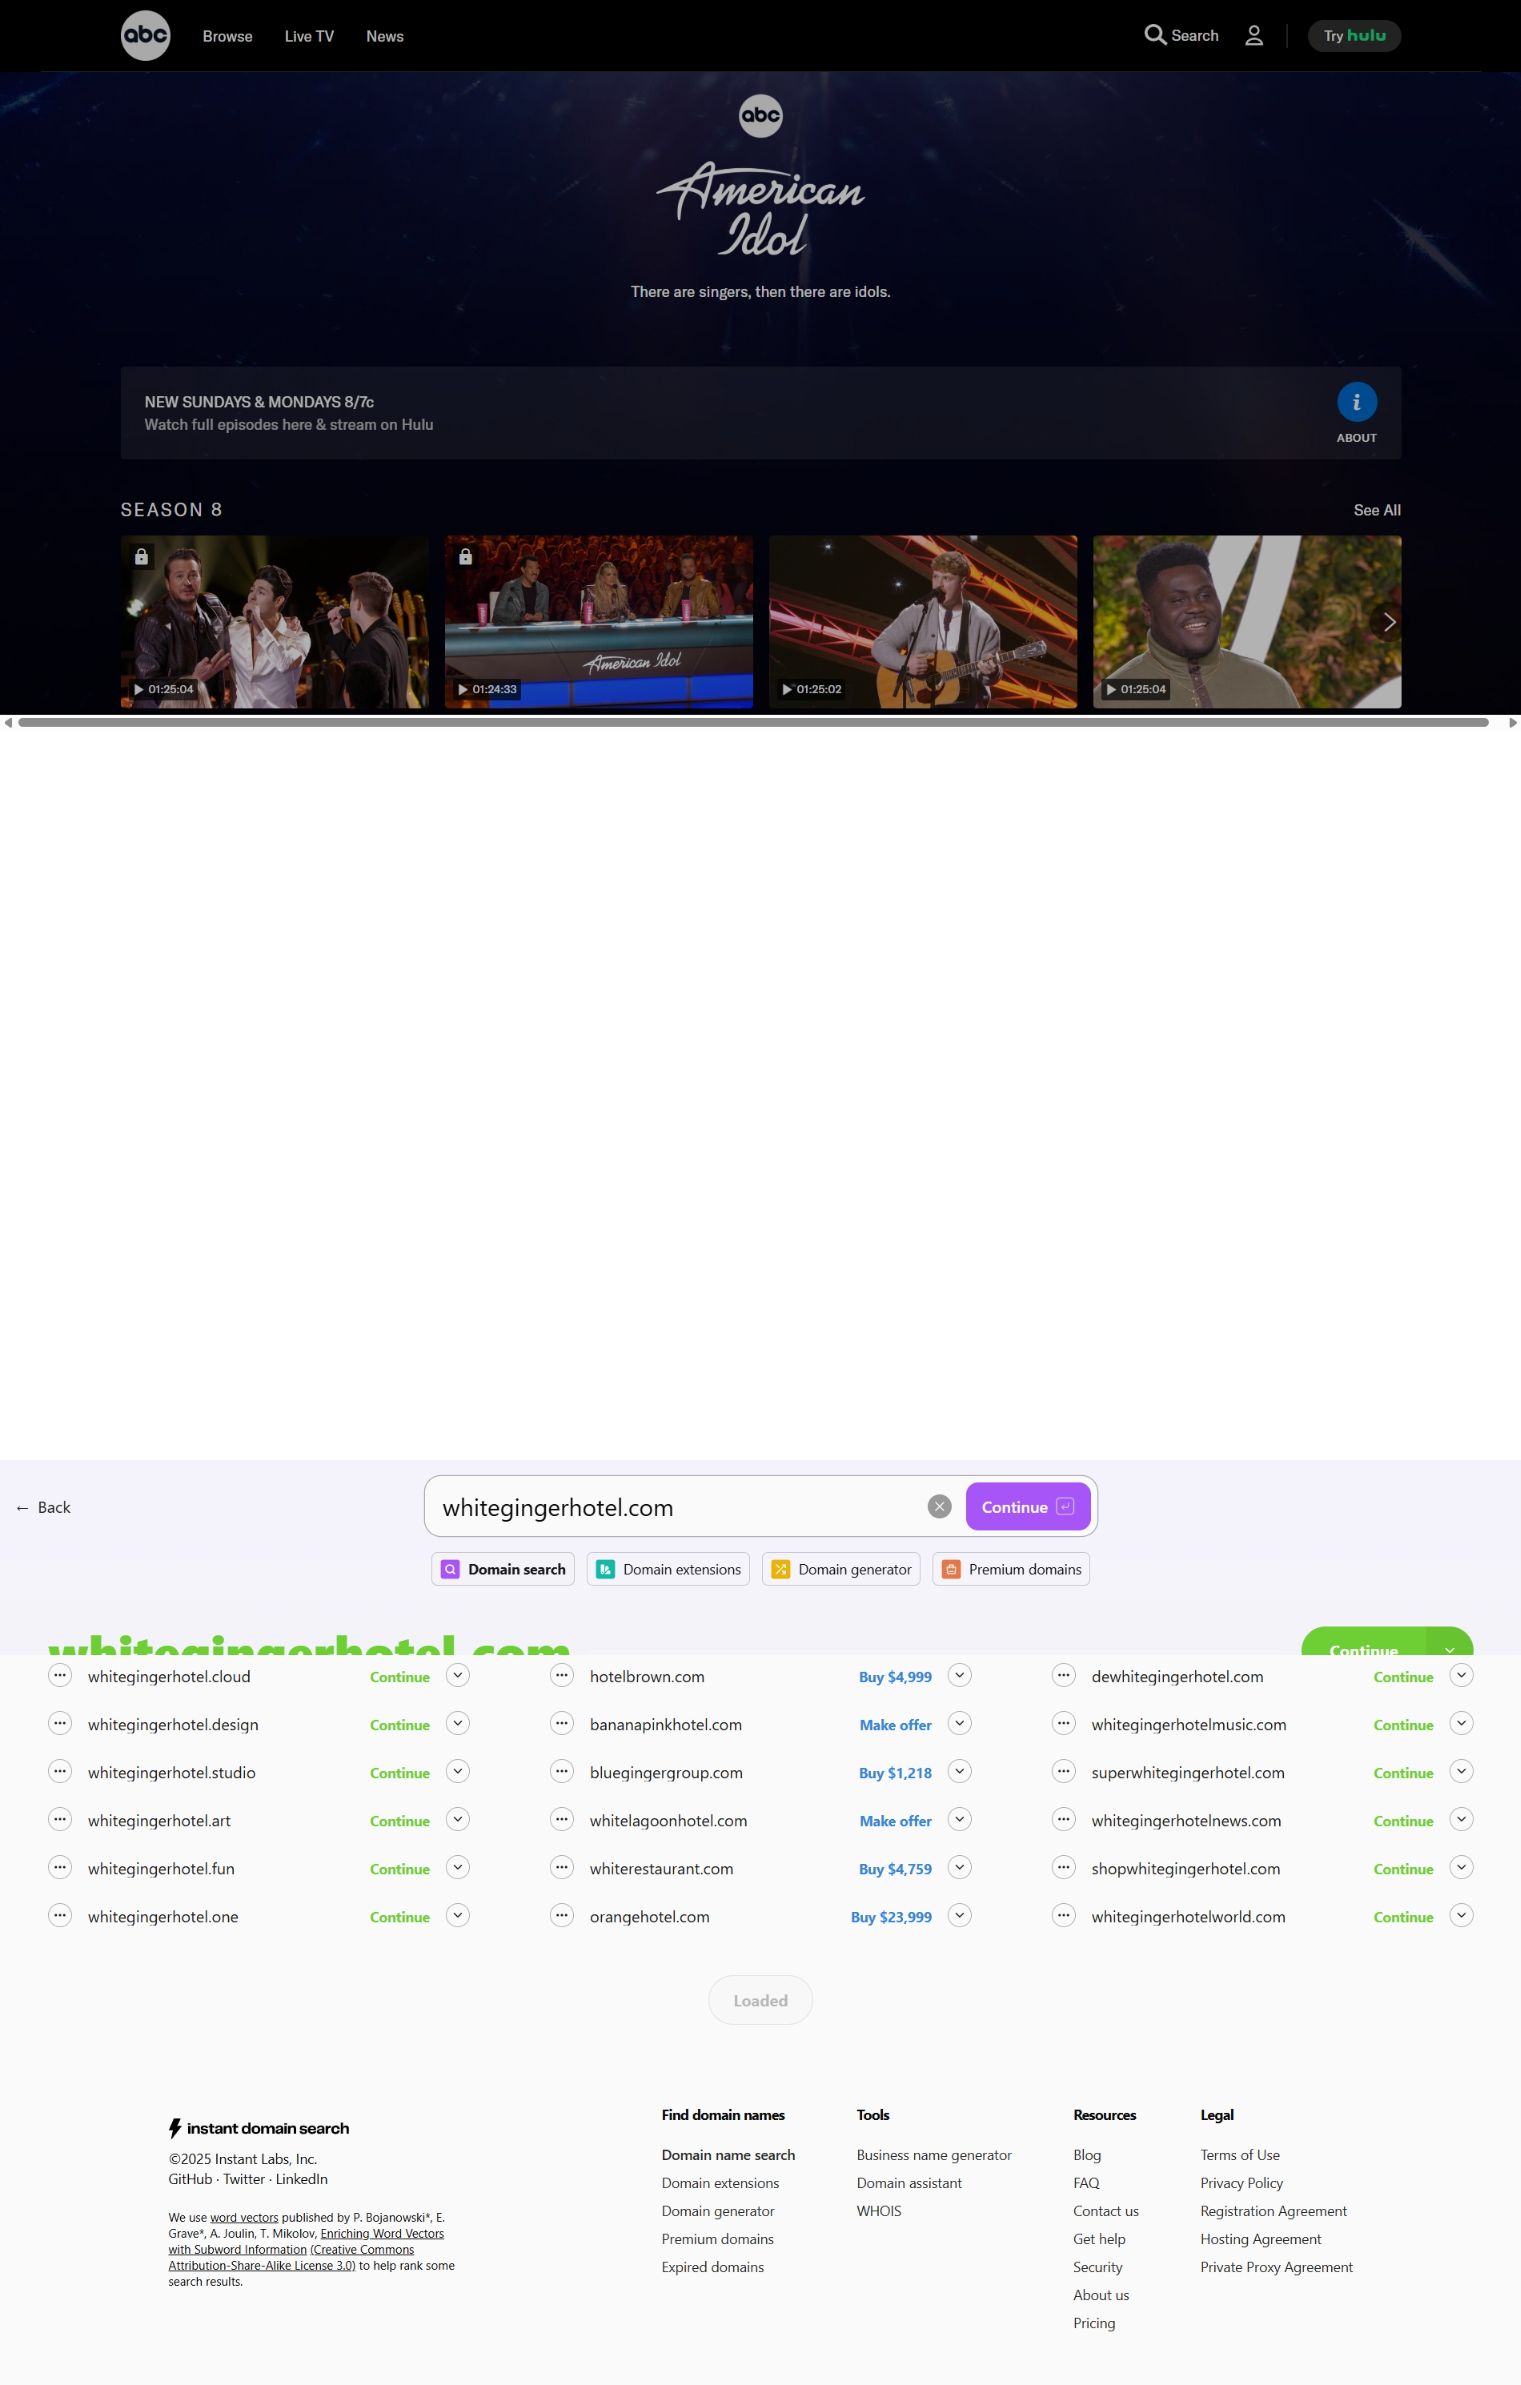 abc
Browse
Live TV
News
Search
Try hulu
abc
American
Idol
There are singers, then there are idols.
NEW SUNDAYS & MONDAYS 8/7c
Watch full episodes here & stream on Hulu
ABOUT
SEASON 8
See All
01:25:04
American Idol
01:24:33
01:25:02
01:25:04
← Back
whitegingerhotel.com
Continue
Domain search
Domain extensions
Domain generator
Premium domains
whitegingerhotel.com
Continue
whitegingerhotel.cloud
Continue
hotelbrown.com
Buy $4,999
dewhitegingerhotel.com
Continue
whitegingerhotel.design
Continue
bananapinkhotel.com
Make offer
whitegingerhotelmusic.com
Continue
whitegingerhotel.studio
Continue
bluegingergroup.com
Buy $1,218
superwhitegingerhotel.com
Continue
whitegingerhotel.art
Continue
whitelagoonhotel.com
Make offer
whitegingerhotelnews.com
Continue
whitegingerhotel.fun
Continue
whiterestaurant.com
Buy $4,759
shopwhitegingerhotel.com
Continue
whitegingerhotel.one
Continue
orangehotel.com
Buy $23,999
whitegingerhotelworld.com
Continue
Loaded
instant domain search
©2025 Instant Labs, Inc.
GitHub · Twitter · LinkedIn
We use word vectors published by P. Bojanowski*, E.
Grave*, A. Joulin, T. Mikolov, Enriching Word Vectors
with Subword Information (Creative Commons
Attribution-Share-Alike License 3.0) to help rank some
search results.
Find domain names
Domain name search
Domain extensions
Domain generator
Premium domains
Expired domains
Tools
Business name generator
Domain assistant
WHOIS
Resources
Blog
FAQ
Contact us
Get help
Security
About us
Pricing
Legal
Terms of Use
Privacy Policy
Registration Agreement
Hosting Agreement
Private Proxy Agreement